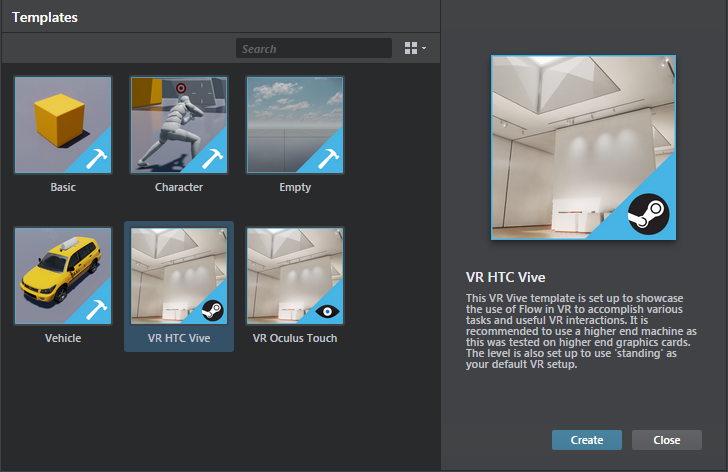 Templates
Search
Basic
Character
Empty
Vehicle
VR HTC Vive
VR Oculus Touch
VR HTC Vive
This VR Vive template is set up to showcase
the use of Flow in VR to accomplish various
tasks and useful VR interactions. It is
recommended to use a higher end machine as
this was tested on higher end graphics cards.
The level is also set up to use 'standing' as
your default VR setup.
Create
Close